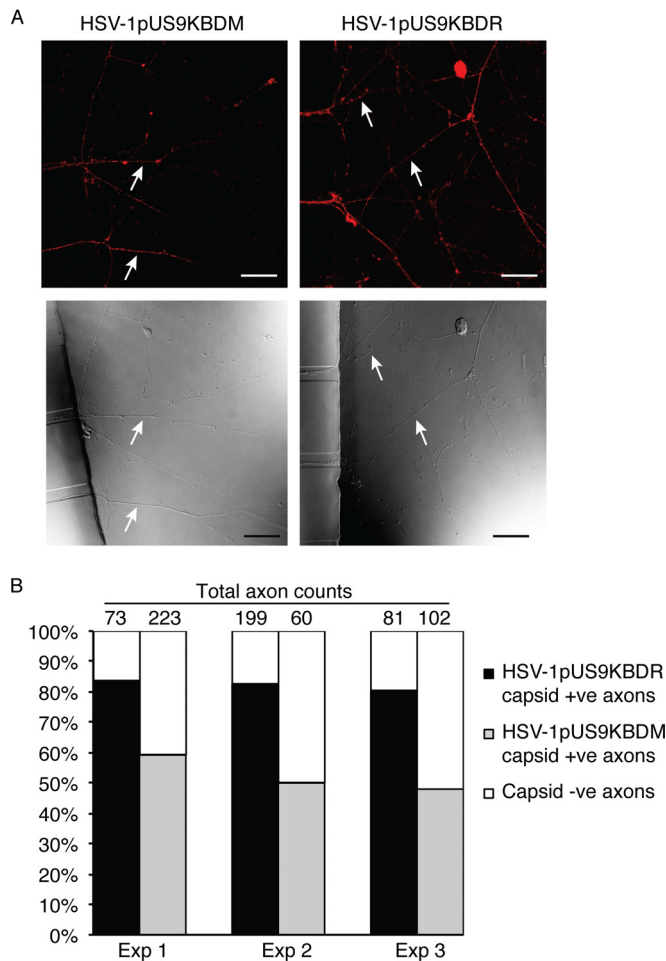 A
HSV-1pUS9KBDM
HSV-1pUS9KBDR
B
Total axon counts
73 223 199 60 81 102
100%
90%
80%
70%
60%
50%
40%
30%
20%
10%
0%
Exp 1 Exp 2 Exp 3
HSV-1pUS9KBDR
capsid +ve axons
HSV-1pUS9KBDM
capsid +ve axons
Capsid -ve axons